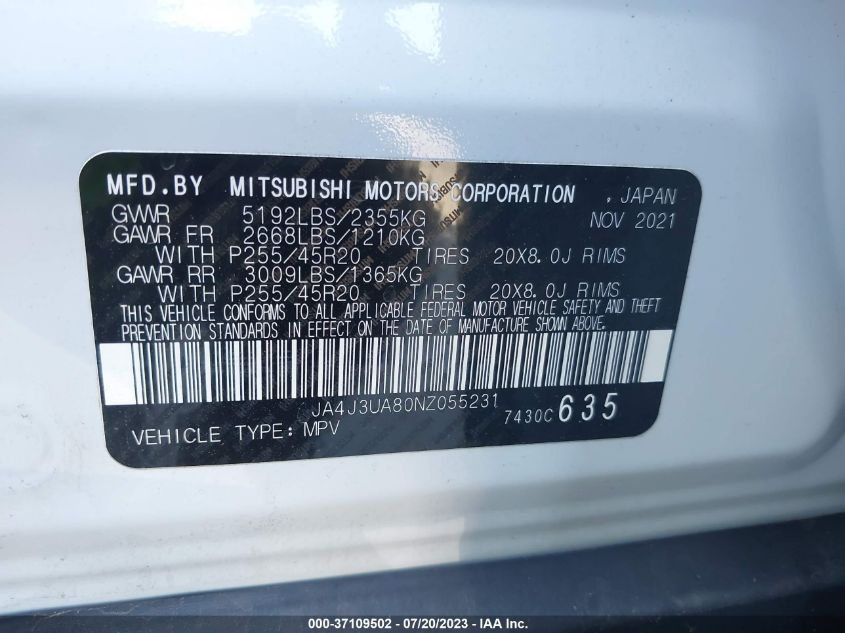 MFD.BY MITSUBISHI MOTORS CORPORATION , JAPAN
GVWR 5192LBS/2355KG NOV 2021
GAWR FR 2668LBS/1210KG
WITH P255/45R20 TIRES 20X8.0J RIMS
GAWR RR 3009LBS/1365KG
WITH P255/45R20 TIRES 20X8.0J RIMS
THIS VEHICLE CONFORMS TO ALL APPLICABLE FEDERAL MOTOR VEHICLE SAFETY AND THEFT
PREVENTION STANDARDS IN EFFECT ON THE DATE OF MANUFACTURE SHOWN ABOVE.
JA4J3UA80NZ055231
7430C 635
VEHICLE TYPE: MPV
000-37109502 - 07/20/2023 - IAA Inc.